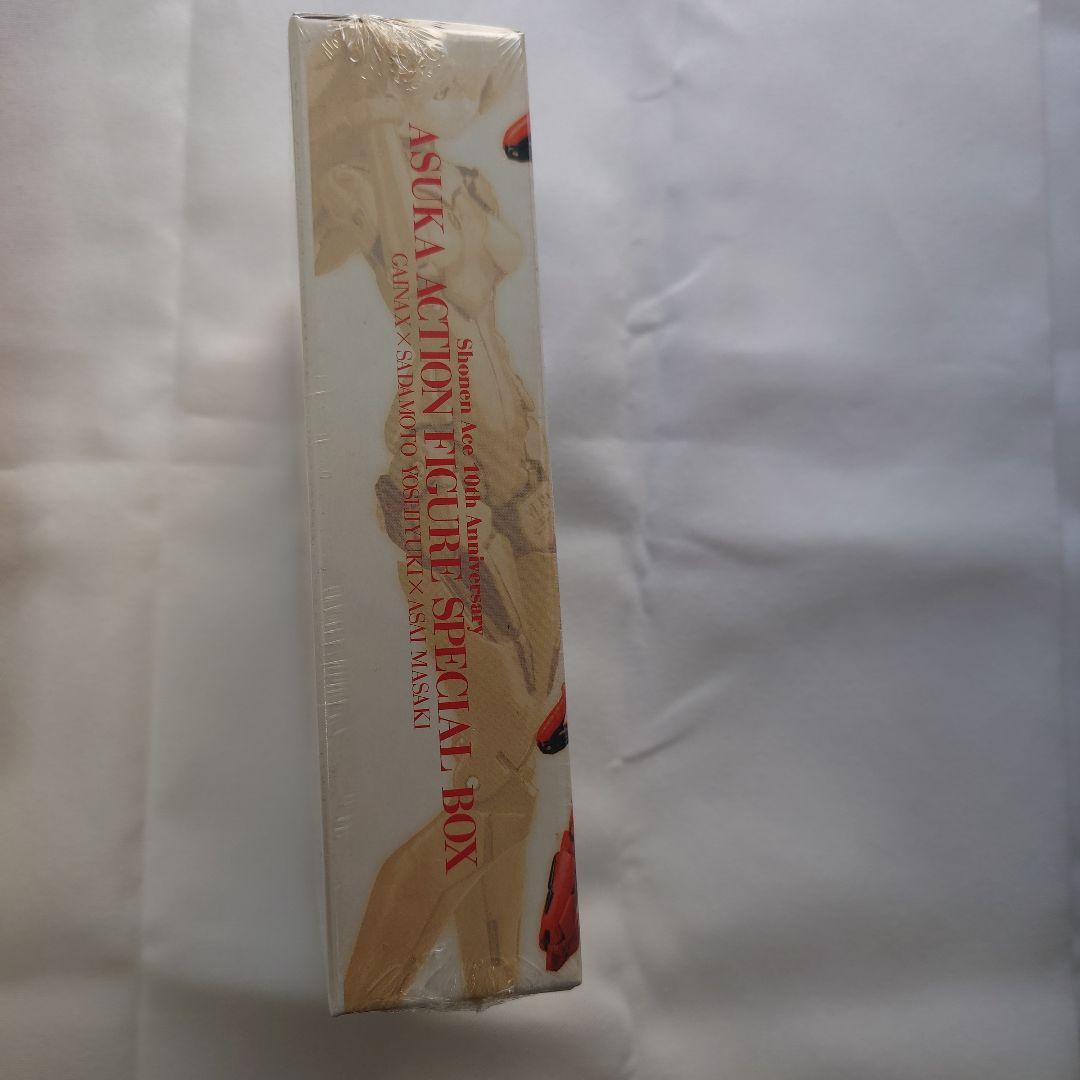 Shonen Ace 10th Anniversary
ASUKA ACTION FIGURE SPECIAL BOX
GAINAX×SADAMOTO YOSHIYUKI×ASAI MASAKI